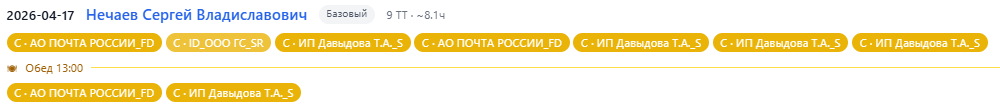 2026-04-17 Нечаев Сергей Владиславович Базовый 9 ТТ · ~8.1ч
С · АО ПОЧТА РОССИИ_FD С · ID_ООО ГС_SR С · ИП Давыдова Т.А._S С · АО ПОЧТА РОССИИ_FD С · ИП Давыдова Т.А._S С · ИП Давыдова Т.А._S С · ИП Давыдова Т.А._S
Обед 13:00
С · АО ПОЧТА РОССИИ_FD С · ИП Давыдова Т.А._S